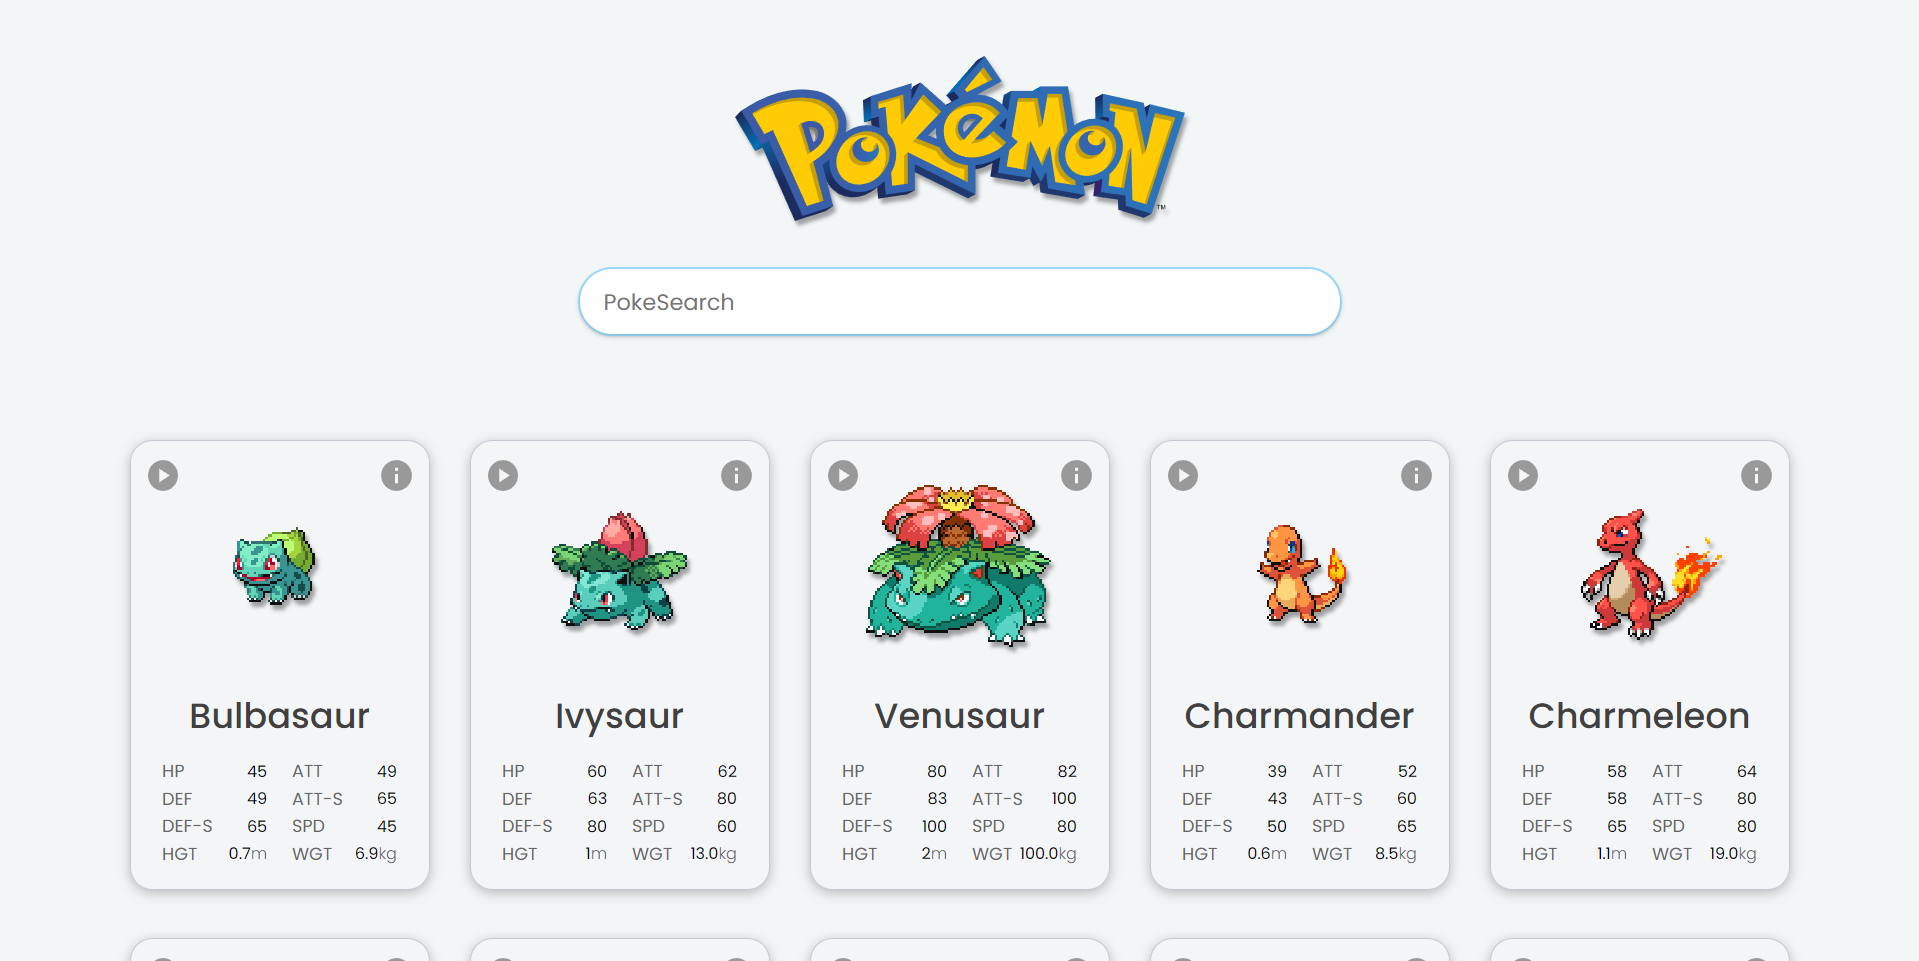 Pokémon
TM
PokeSearch
Bulbasaur
HP 45 ATT 49
DEF 49 ATT-S 65
DEF-S 65 SPD 45
HGT 0.7m WGT 6.9kg
Ivysaur
HP 60 ATT 62
DEF 63 ATT-S 80
DEF-S 80 SPD 60
HGT 1m WGT 13.0kg
Venusaur
HP 80 ATT 82
DEF 83 ATT-S 100
DEF-S 100 SPD 80
HGT 2m WGT 100.0kg
Charmander
HP 39 ATT 52
DEF 43 ATT-S 60
DEF-S 50 SPD 65
HGT 0.6m WGT 8.5kg
Charmeleon
HP 58 ATT 64
DEF 58 ATT-S 80
DEF-S 65 SPD 80
HGT 1.1m WGT 19.0kg